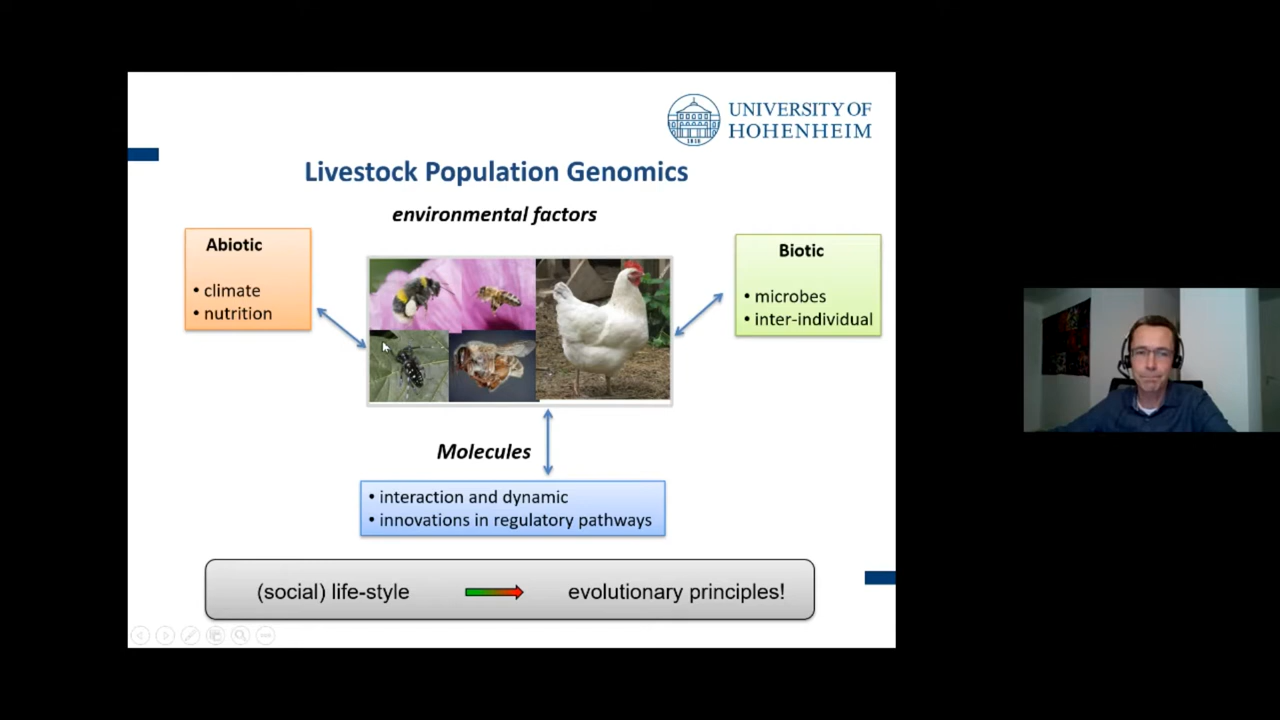 UNIVERSITY OF
HOHENHEIM
1818
Livestock Population Genomics
environmental factors
Abiotic
• climate
• nutrition
Biotic
• microbes
• inter-individual
Molecules
• interaction and dynamic
• innovations in regulatory pathways
(social) life-style
evolutionary principles!